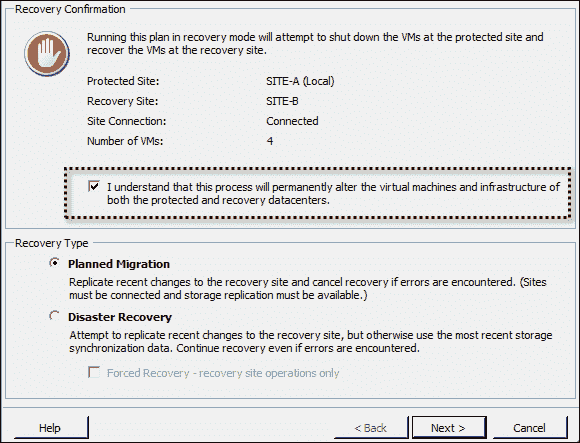 Recovery Confirmation
Running this plan in recovery mode will attempt to shut down the VMs at the protected site and
recover the VMs at the recovery site.
Protected Site: SITE-A (Local)
Recovery Site: SITE-B
Site Connection: Connected
Number of VMs: 4
I understand that this process will permanently alter the virtual machines and infrastructure of
both the protected and recovery datacenters.
Recovery Type
Planned Migration
Replicate recent changes to the recovery site and cancel recovery if errors are encountered. (Sites
must be connected and storage replication must be available.)
Disaster Recovery
Attempt to replicate recent changes to the recovery site, but otherwise use the most recent storage
synchronization data. Continue recovery even if errors are encountered.
Forced Recovery - recovery site operations only
Help < Back Next > Cancel